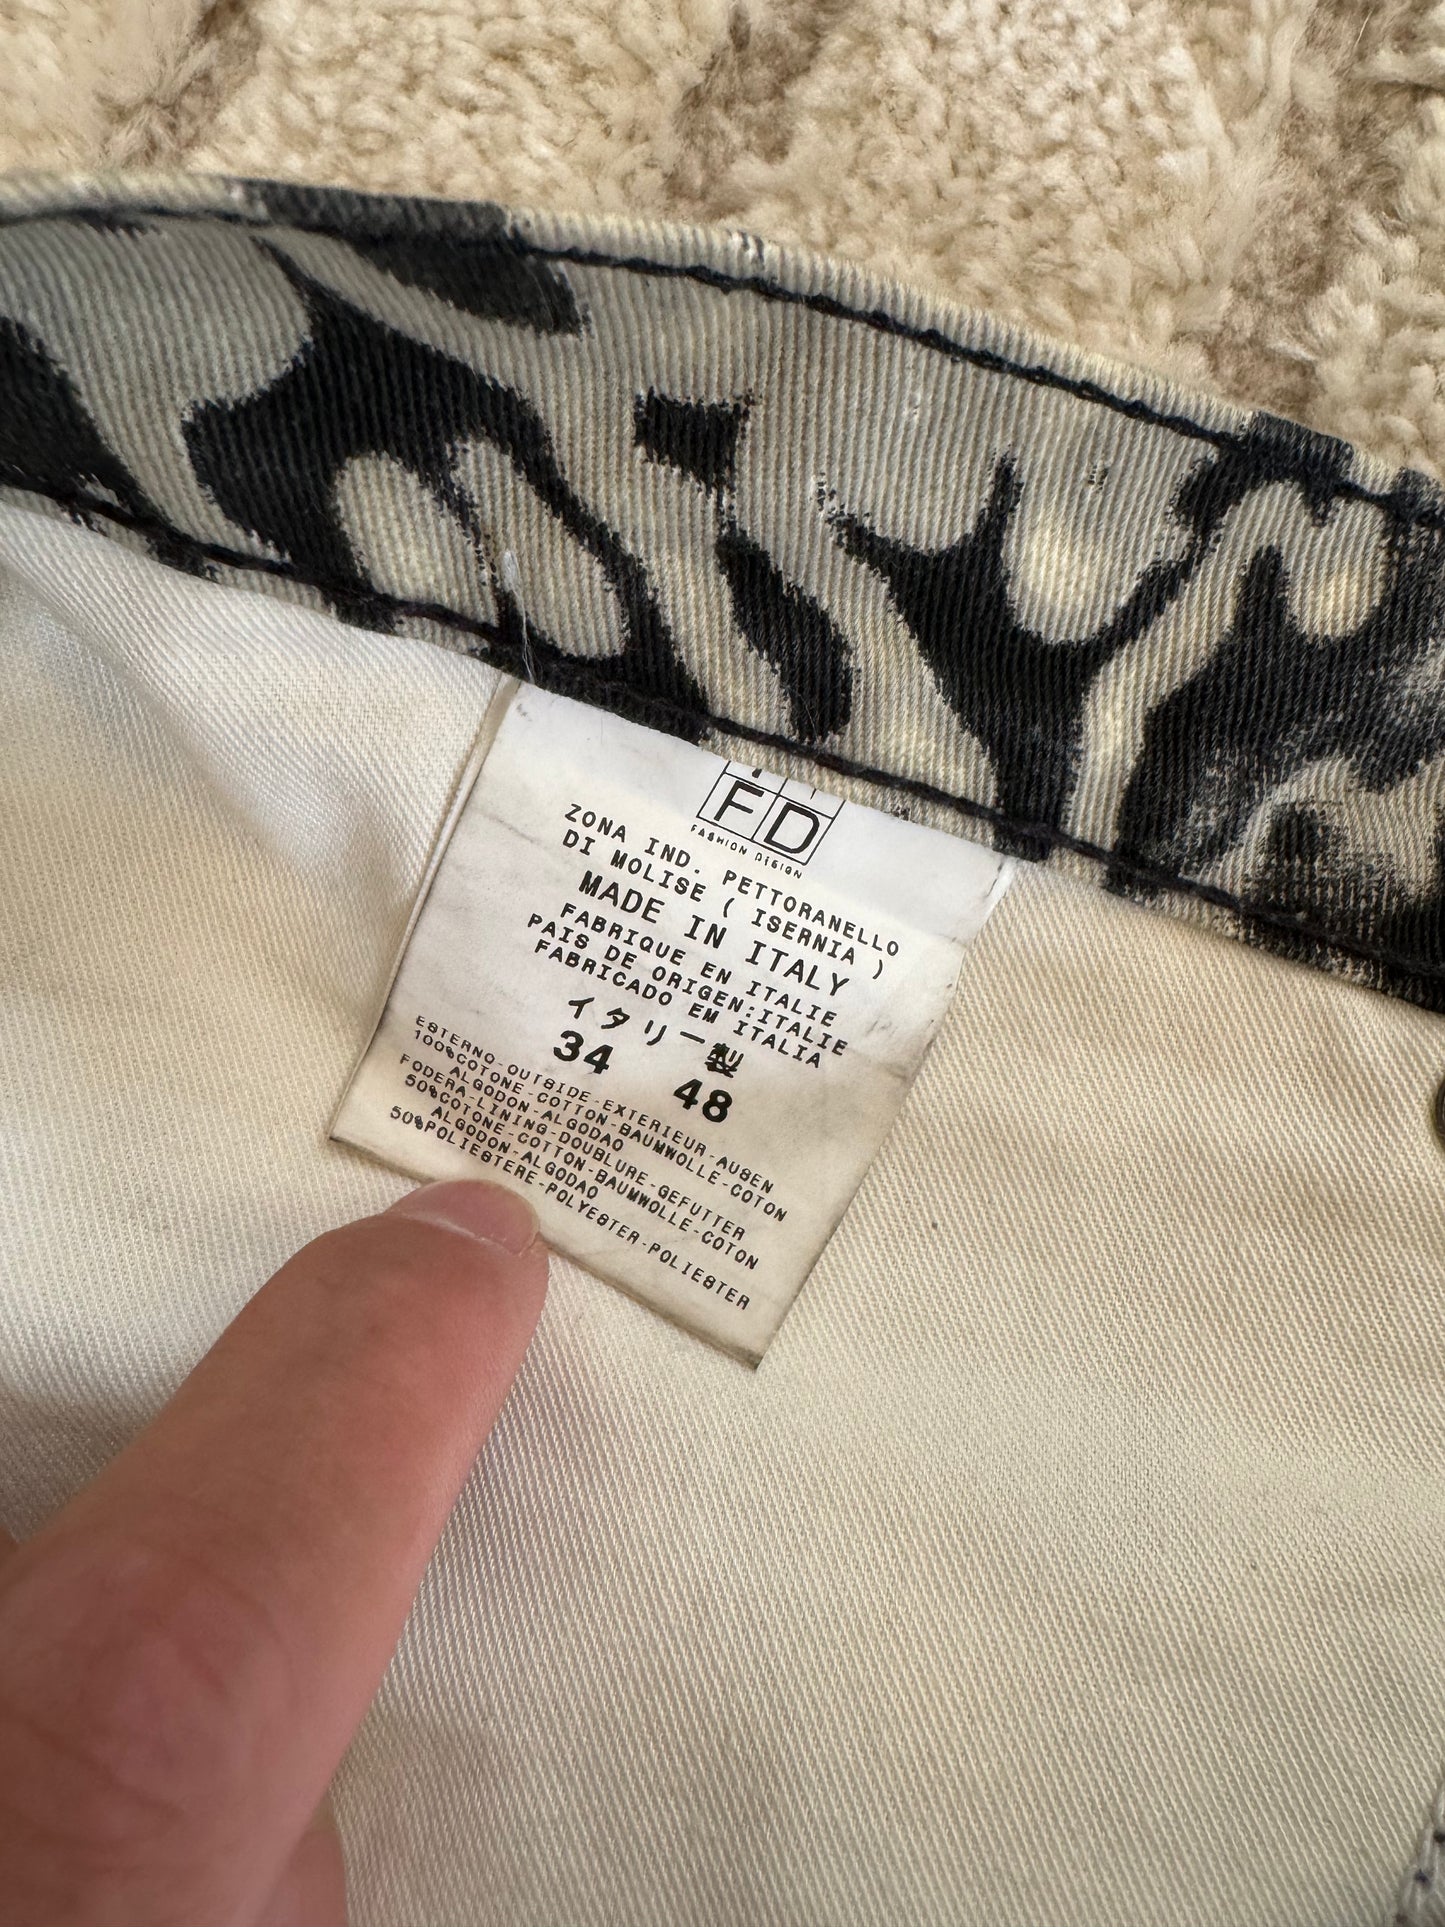 FD
FASHION DESIGN
ZONA IND. PETTORANELLO
DI MOLISE ( ISERNIA )
MADE IN ITALY
FABRIQUE EN ITALIE
PAIS DE ORIGEN:ITALIE
FABRICADO EM ITALIA
イタリー製
34 48
ESTERNO-OUTSIDE-EXTERIEUR-AUSEN
100%COTONE-COTTON-BAUMWOLLE-COTON
ALGODON-ALGODAO
FODERA-LINING-DOUBLURE-GEFUTTER
50%COTONE-COTTON-BAUMWOLLE-COTON
ALGODON-ALGODAO
50%POLIESTERE-POLYESTER-POLIESTER